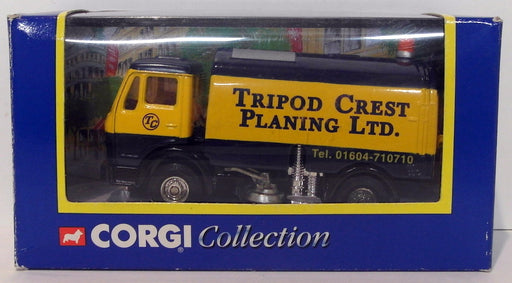 TRIPOD CREST
PLANING LTD.
TC
Tel. 01604-710710
CORGI Collection